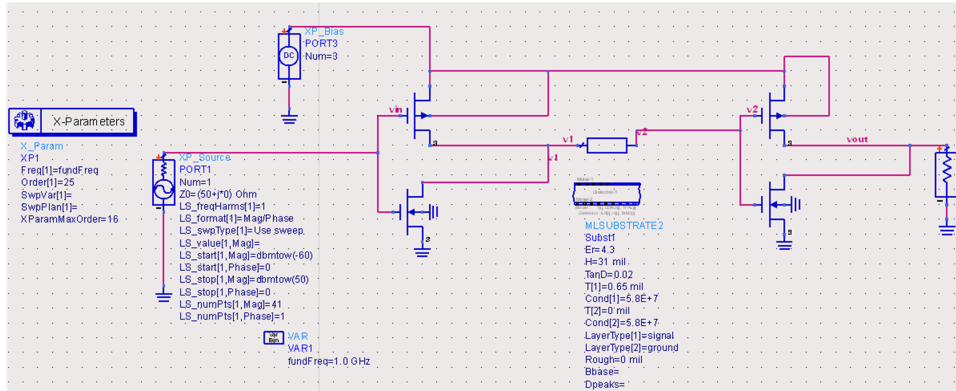 XP_Bias
PORT3
Num=3
DC
X-Parameters
X_Param
XP1
Freq[1]=fundFreq
Order[1]=25
SwpVar[1]=
SwpPlan[1]=
XParamMaxOrder=16
XP_Source
PORT1
Num=1
Z0=(50+j*0) Ohm
LS_freqHarms[1]=1
LS_format[1]=Mag/Phase
LS_swpType[1]=Use sweep
LS_value[1,Mag]=
LS_start[1,Mag]=dbmtow(-60)
LS_start[1,Phase]=0
LS_stop[1,Mag]=dbmtow(50)
LS_stop[1,Phase]=0
LS_numPts[1,Mag]=41
LS_numPts[1,Phase]=1
Var
Eqn
VAR
VAR1
fundFreq=1.0 GHz
vin
v1
v2
v1
v2
vout
MLSUBSTRATE2
Subst1
Er=4.3
H=31 mil
TanD=0.02
T[1]=0.65 mil
Cond[1]=5.8E+7
T[2]=0 mil
Cond[2]=5.8E+7
LayerType[1]=signal
LayerType[2]=ground
Rough=0 mil
Bbase=
Dpeaks=